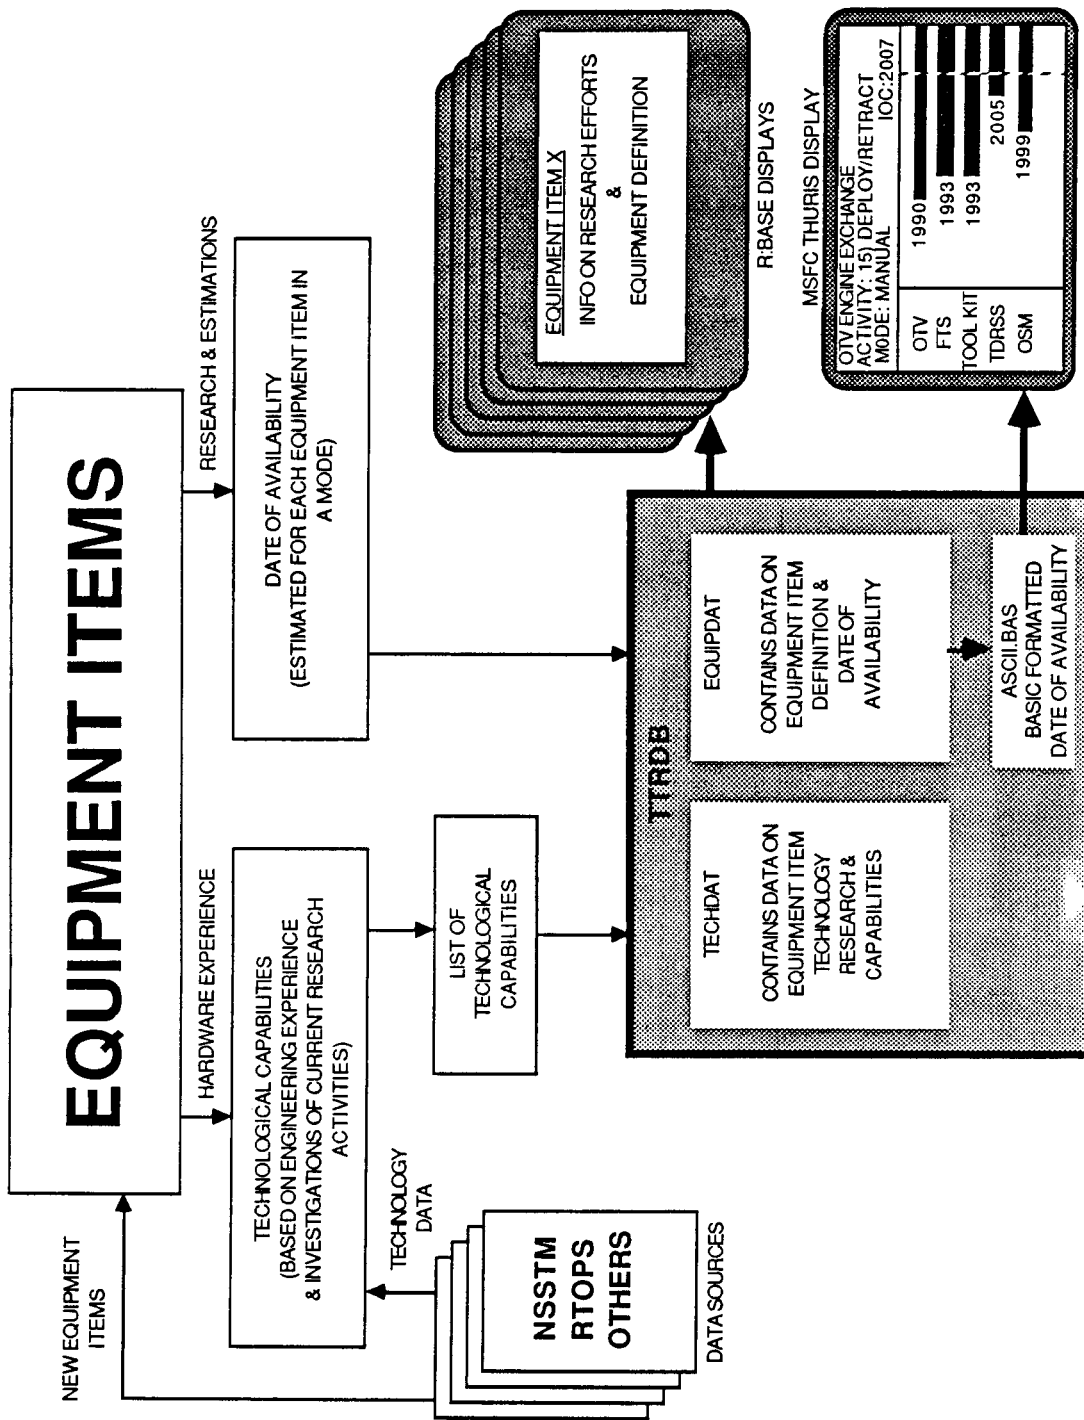 EQUIPMENT ITEMS
NEW EQUIPMENT
ITEMS
HARDWARE EXPERIENCE
RESEARCH & ESTIMATIONS
TECHNOLOGICAL CAPABILITIES
(BASED ON ENGINEERING EXPERIENCE
& INVESTIGATIONS OF CURRENT RESEARCH
ACTIVITIES)
DATE OF AVAILABILITY
(ESTIMATED FOR EACH EQUIPMENT ITEM IN
A MODE)
TECHNOLOGY
DATA
NSSTM
RTOPS
OTHERS
DATA SOURCES
LIST OF
TECHNOLOGICAL
CAPABILITIES
EQUIPMENT ITEM X
INFO ON RESEARCH EFFORTS
&
EQUIPMENT DEFINITION
R:BASE DISPLAYS
TTRDB
TECHDAT
CONTAINS DATA ON
EQUIPMENT ITEM
TECHNOLOGY
RESEARCH &
CAPABILITIES
EQUIPDAT
CONTAINS DATA ON
EQUIPMENT ITEM
DEFINITION &
DATE OF
AVAILABILITY
ASCII.BAS
BASIC FORMATTED
DATE OF AVAILABILITY
MSFC THURIS DISPLAY
OTV ENGINE EXCHANGE
ACTIVITY: 15) DEPLOY/RETRACT
MODE: MANUAL IOC:2007
OTV 1990
FTS 1993
TOOL KIT 1993
TDRSS 2005
OSM 1999